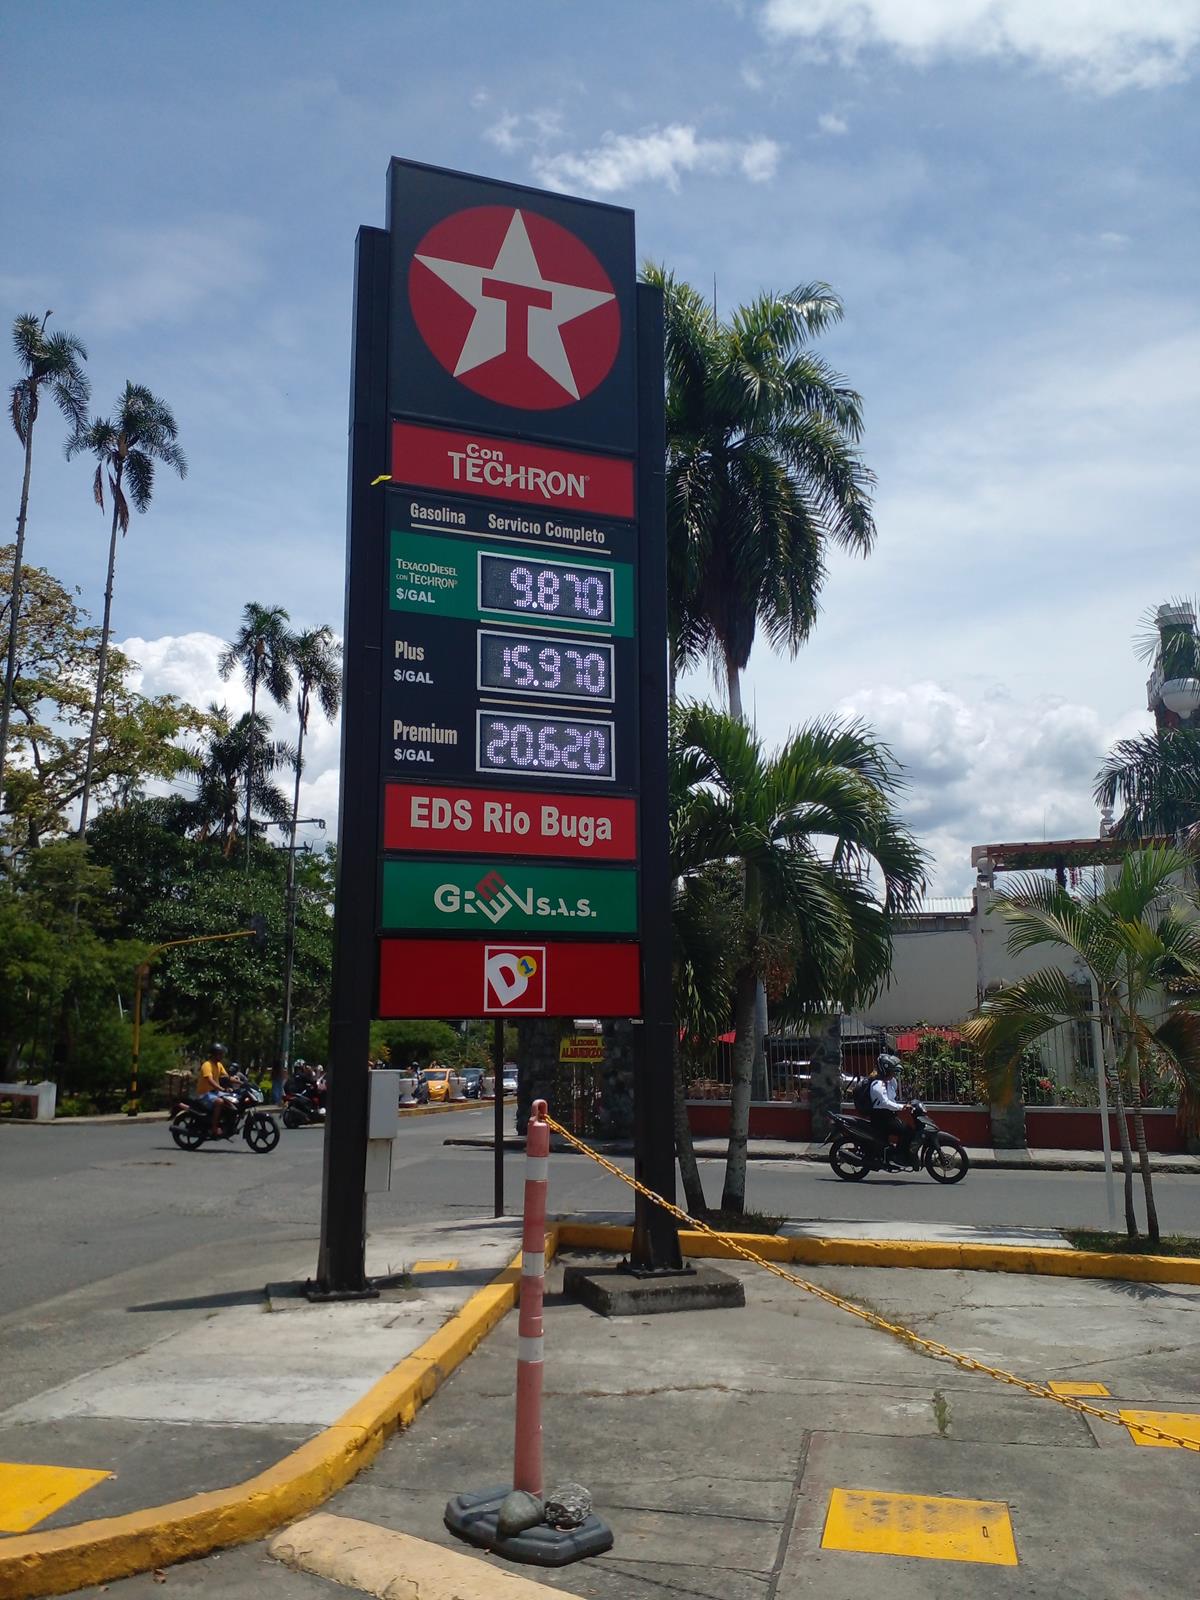 T
Con
TECHRON
Gasolina Servicio Completo
TEXACO DIESEL
CON TECHRON
$/GAL
9.870
Plus
$/GAL
15.970
Premium
$/GAL
20.620
EDS Rio Buga
GREEN S.A.S.
D1
ALMUERZOS